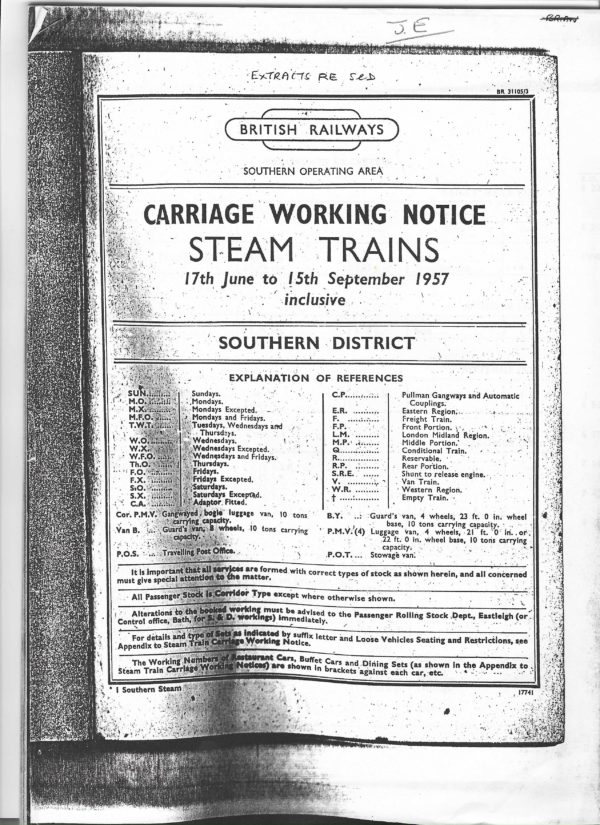 J.E
BRIAN
EXTRACTS RE S&D
BR 31105/3
BRITISH RAILWAYS
SOUTHERN OPERATING AREA
CARRIAGE WORKING NOTICE
STEAM TRAINS
17th June to 15th September 1957
inclusive
SOUTHERN DISTRICT
EXPLANATION OF REFERENCES
SUN. Sundays.
M.O. Mondays.
M.X. Mondays Excepted.
M.F.O. Mondays and Fridays.
T.W.T. Tuesdays, Wednesdays and
Thursdays.
W.O. Wednesdays.
W.X. Wednesdays Excepted.
W.F.O. Wednesdays and Fridays.
Th.O. Thursdays.
F.O. Fridays.
F.X. Fridays Excepted.
S.O. Saturdays.
S.X. Saturdays Excepted.
C.A. Adaptor Fitted.
Cor. P.M.V. Gangwayed bogie luggage van, 10 tons
carrying capacity.
Van B. Guard's van, 8 wheels, 10 tons carrying
capacity.
P.O.S. Travelling Post Office.
C.P. Pullman Gangways and Automatic
Couplings.
E.R. Eastern Region.
F. Freight Train.
F.P. Front Portion.
L.M. London Midland Region.
M.P. Middle Portion.
Q Conditional Train.
R. Reservable.
R.P. Rear Portion.
S.R.E. Shunt to release engine.
V. Van Train.
W.R. Western Region.
† Empty Train.
B.Y. Guard's van, 4 wheels, 23 ft. 0 in. wheel
base, 10 tons carrying capacity.
P.M.V. (4) Luggage van, 4 wheels, 21 ft. 0 in. or
22 ft. 0 in. wheel base, 10 tons carrying
capacity.
P.O.T. Stowage van.
It is important that all services are formed with correct types of stock as shown herein, and all concerned
must give special attention to the matter.
All Passenger Stock is Corridor Type except where otherwise shown.
Alterations to the booked working must be advised to the Passenger Rolling Stock Dept., Eastleigh (or
Control office, Bath, for S. & D. workings) immediately.
For details and type of Sets as indicated by suffix letter and Loose Vehicles Seating and Restrictions, see
Appendix to Steam Train Carriage Working Notice.
The Working Numbers of Restaurant Cars, Buffet Cars and Dining Sets (as shown in the Appendix to
Steam Train Carriage Working Notices) are shown in brackets against each car, etc.
1 Southern Steam
17741